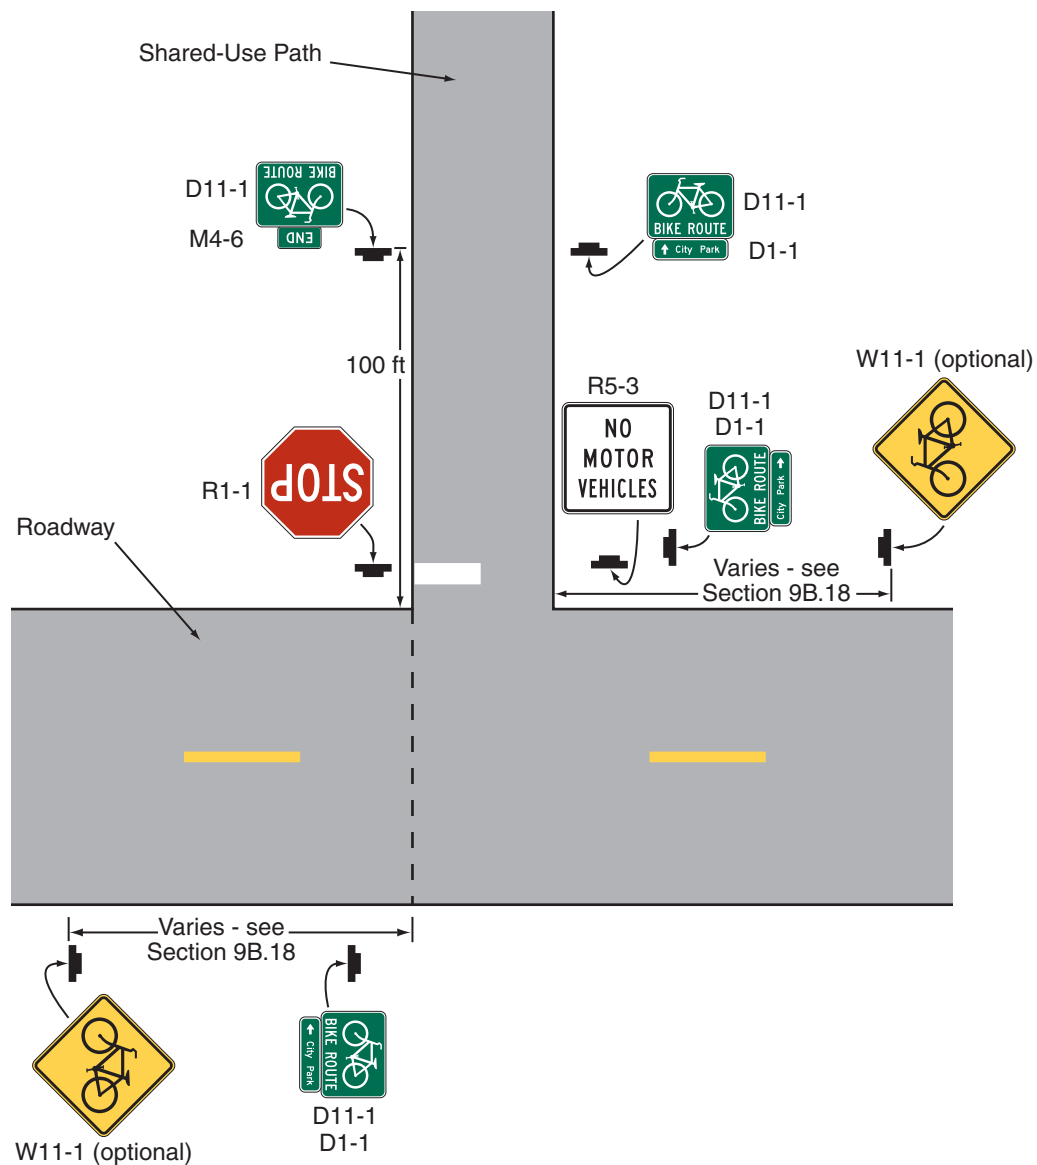 Shared-Use Path
D11-1
BIKE ROUTE
M4-6
END
BIKE ROUTE
D11-1
↑ City Park
D1-1
100 ft
W11-1 (optional)
R5-3
NO
MOTOR
VEHICLES
D11-1
D1-1
BIKE ROUTE
City Park →
R1-1
STOP
Roadway
Varies - see
Section 9B.18
Varies - see
Section 9B.18
← City Park
BIKE ROUTE
D11-1
D1-1
W11-1 (optional)